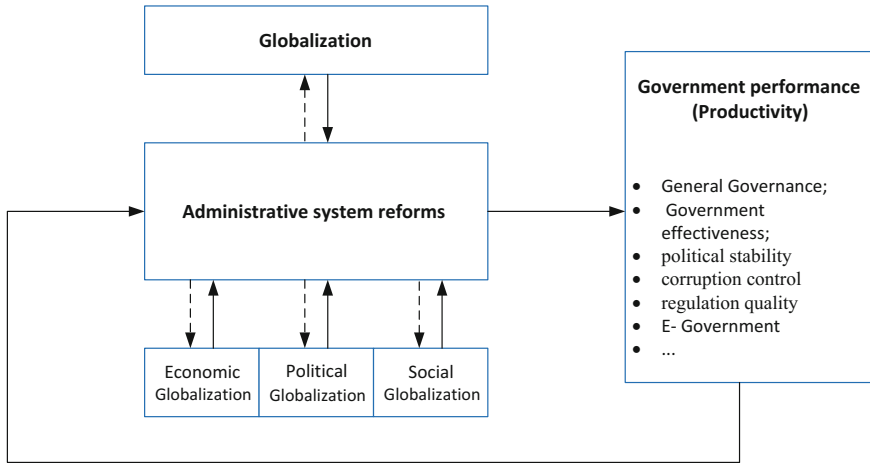 Globalization
Administrative system reforms
Economic
Globalization
Political
Globalization
Social
Globalization
Government performance
(Productivity)
• General Governance;
• Government
effectiveness;
• political stability
• corruption control
• regulation quality
• E- Government
• ...